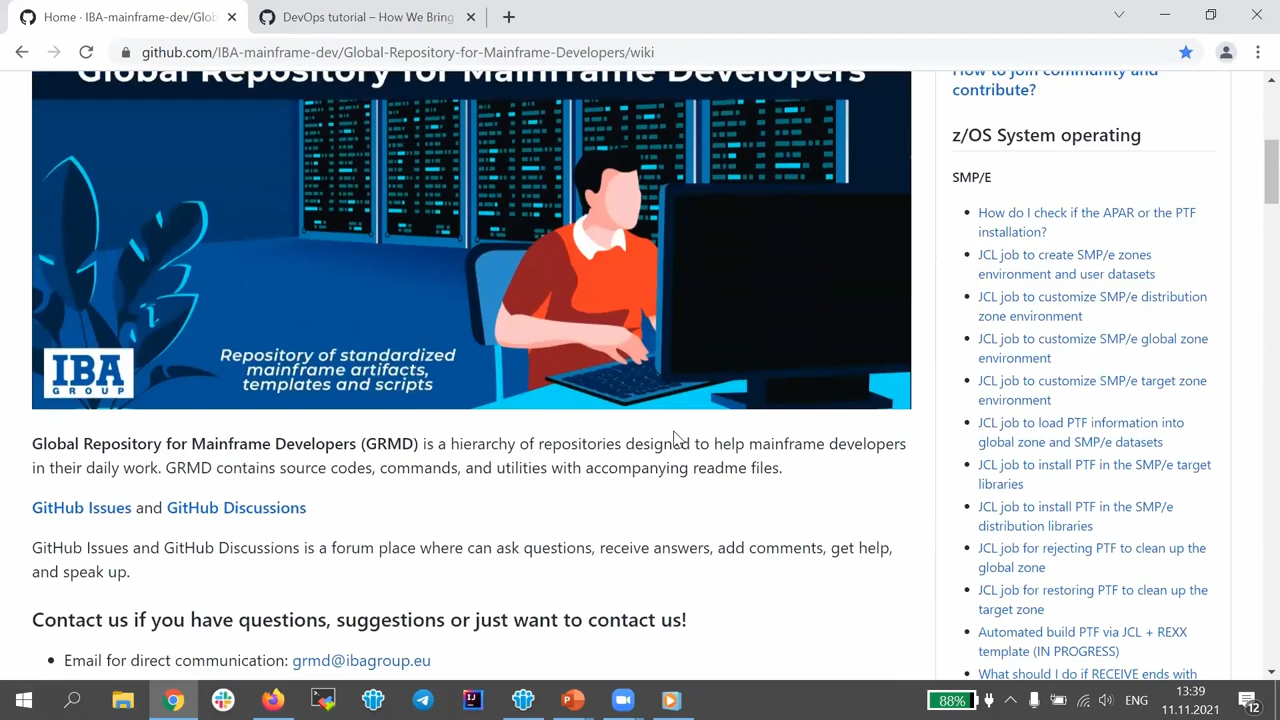 Home · IBA-mainframe-dev/Glob
DevOps tutorial – How We Bring
github.com/IBA-mainframe-dev/Global-Repository-for-Mainframe-Developers/wiki
Global Repository for Mainframe Developers
IBA
GROUP
Repository of standardized
mainframe artifacts,
templates and scripts
Global Repository for Mainframe Developers (GRMD) is a hierarchy of repositories designed to help mainframe developers
in their daily work. GRMD contains source codes, commands, and utilities with accompanying readme files.
GitHub Issues and GitHub Discussions
GitHub Issues and GitHub Discussions is a forum place where can ask questions, receive answers, add comments, get help,
and speak up.
Contact us if you have questions, suggestions or just want to contact us!
Email for direct communication: grmd@ibagroup.eu
How to join community and
contribute?
z/OS System operating
SMP/E
How do I check if the APAR or the PTF
installation?
JCL job to create SMP/e zones
environment and user datasets
JCL job to customize SMP/e distribution
zone environment
JCL job to customize SMP/e global zone
environment
JCL job to customize SMP/e target zone
environment
JCL job to load PTF information into
global zone and SMP/e datasets
JCL job to install PTF in the SMP/e target
libraries
JCL job to install PTF in the SMP/e
distribution libraries
JCL job for rejecting PTF to clean up the
global zone
JCL job for restoring PTF to clean up the
target zone
Automated build PTF via JCL + REXX
template (IN PROGRESS)
What should I do if RECEIVE ends with
88%
ENG
13:39
11.11.2021
12